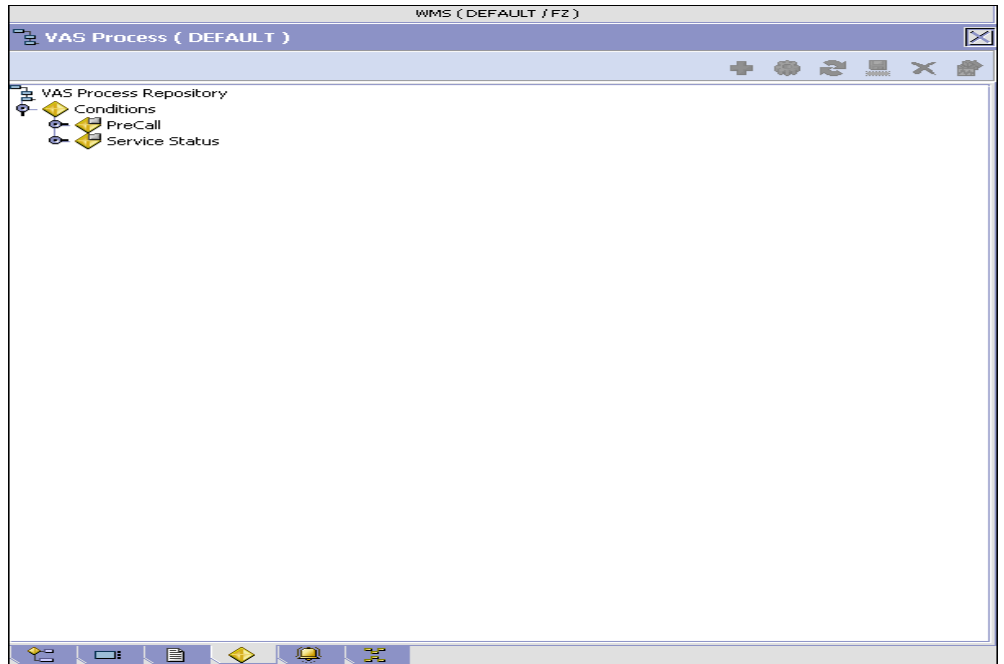 WMS ( DEFAULT / FZ )
VAS Process ( DEFAULT )
VAS Process Repository
Conditions
PreCall
Service Status